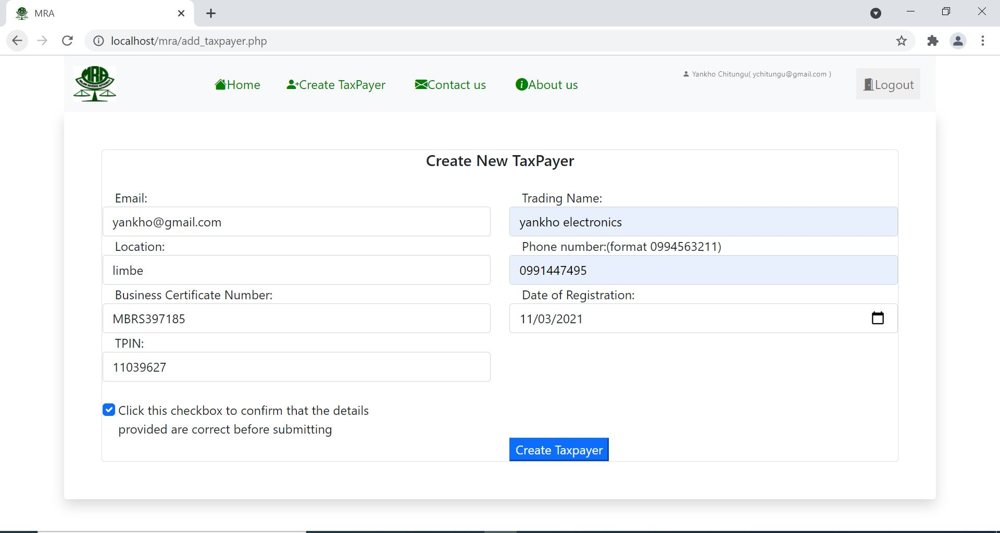 MRA
localhost/mra/add_taxpayer.php
MRA
MALAWI REVENUE AUTHORITY
Home
Create TaxPayer
Contact us
About us
Yankho Chitungu( ychitungu@gmail.com )
Logout
Create New TaxPayer
Email:
Trading Name:
yankho@gmail.com
yankho electronics
Location:
Phone number:(format 0994563211)
limbe
0991447495
Business Certificate Number:
Date of Registration:
MBRS397185
11/03/2021
TPIN:
11039627
Click this checkbox to confirm that the details
provided are correct before submitting
Create Taxpayer